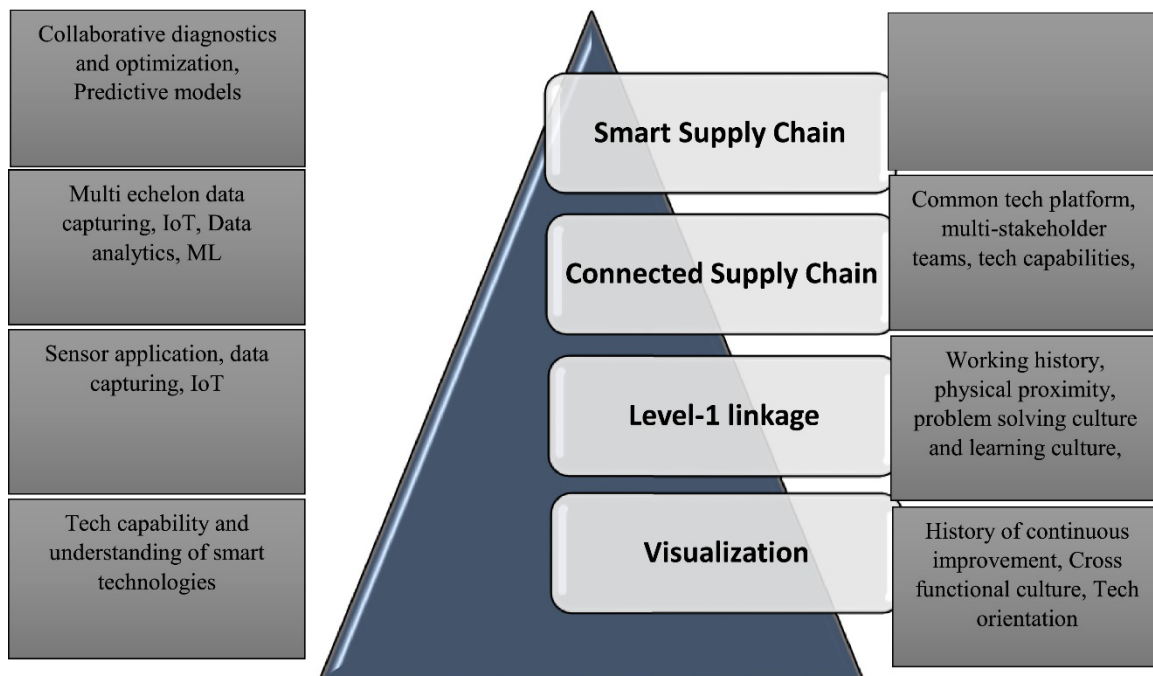 Collaborative diagnostics
and optimization,
Predictive models
Smart Supply Chain
Multi echelon data
capturing, IoT, Data
analytics, ML
Connected Supply Chain
Common tech platform,
multi-stakeholder
teams, tech capabilities,
Sensor application, data
capturing, IoT
Level-1 linkage
Working history,
physical proximity,
problem solving culture
and learning culture,
Tech capability and
understanding of smart
technologies
Visualization
History of continuous
improvement, Cross
functional culture, Tech
orientation